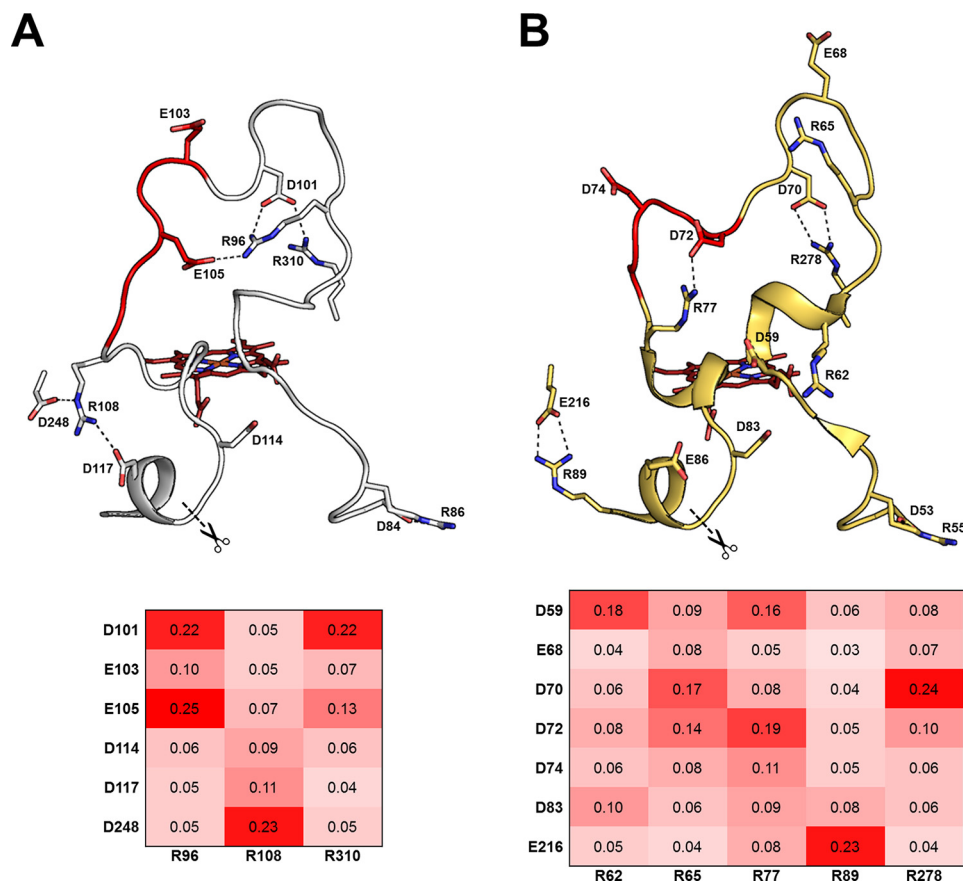 A
B
E103
D101
R96
R310
E105
R108
D248
D117
D114
D84
R86
E68
R65
D74
D70
D72
R278
R77
D59
R62
E216
D83
E86
R89
D53
R55
D101 0.22 0.05 0.22
E103 0.10 0.05 0.07
E105 0.25 0.07 0.13
D114 0.06 0.09 0.06
D117 0.05 0.11 0.04
D248 0.05 0.23 0.05
R96 R108 R310
D59 0.18 0.09 0.16 0.06 0.08
E68 0.04 0.08 0.05 0.03 0.07
D70 0.06 0.17 0.08 0.04 0.24
D72 0.08 0.14 0.19 0.05 0.10
D74 0.06 0.08 0.11 0.05 0.06
D83 0.10 0.06 0.09 0.08 0.06
E216 0.05 0.04 0.08 0.23 0.04
R62 R65 R77 R89 R278